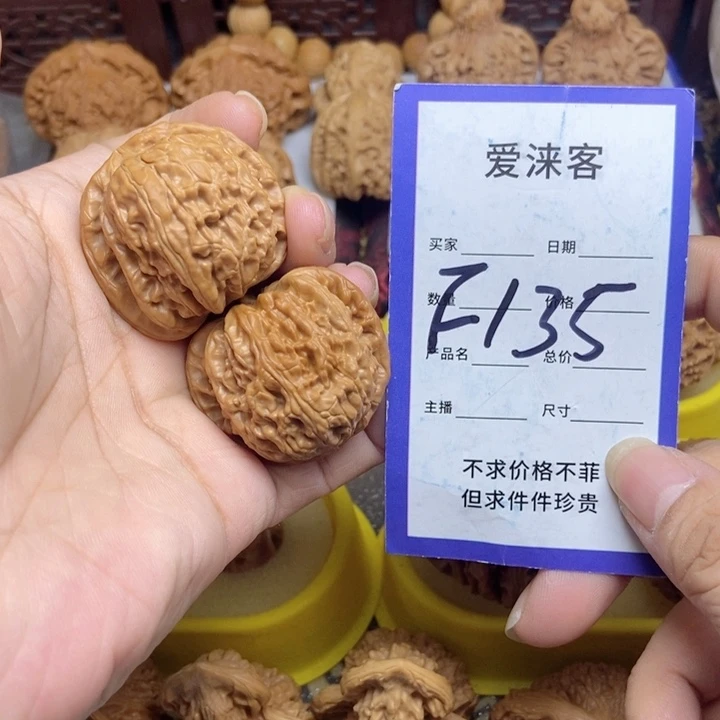 爱涞客
买家 日期
数量 价格
F135
产品名 总价
主播 尺寸
不求价格不菲
但求件件珍贵